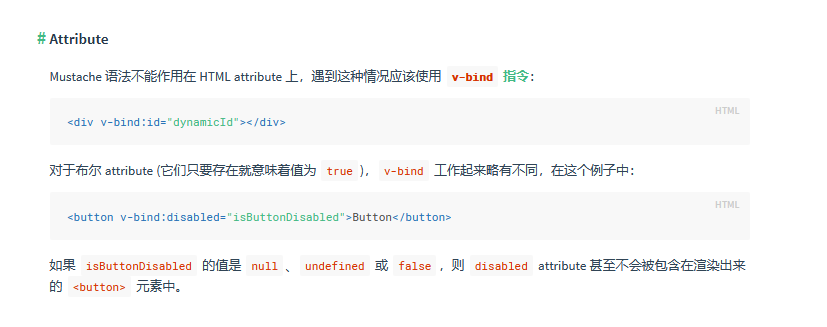 # Attribute
Mustache 语法不能作用在 HTML attribute 上，遇到这种情况应该使用 v-bind 指令：
HTML
<div v-bind:id="dynamicId"></div>
对于布尔 attribute (它们只要存在就意味着值为 true )， v-bind 工作起来略有不同，在这个例子中：
HTML
<button v-bind:disabled="isButtonDisabled">Button</button>
如果 isButtonDisabled 的值是 null 、 undefined 或 false ，则 disabled attribute 甚至不会被包含在渲染出来
的 <button> 元素中。